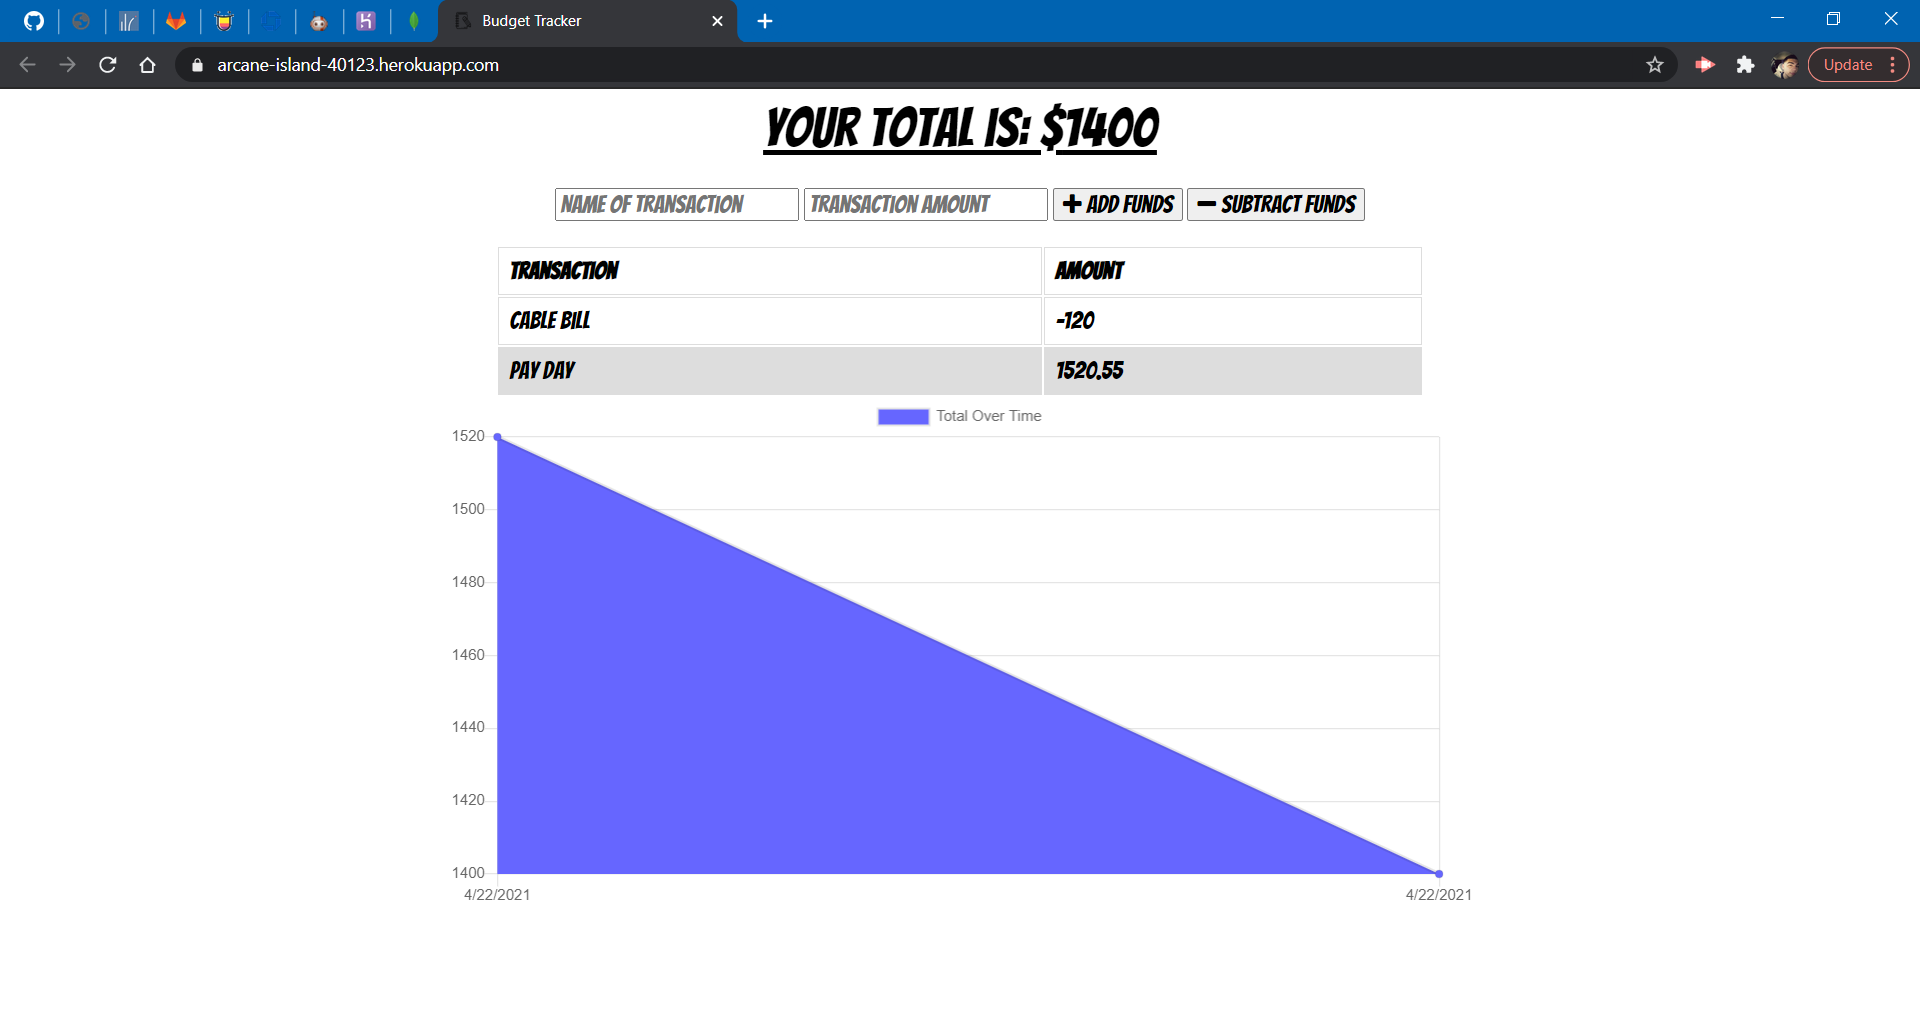 Budget Tracker
arcane-island-40123.herokuapp.com
Update
YOUR TOTAL IS: $1400
NAME OF TRANSACTION TRANSACTION AMOUNT ADD FUNDS SUBTRACT FUNDS
TRANSACTION AMOUNT
CABLE BILL -120
PAY DAY 1520.55
Total Over Time
1520
1500
1480
1460
1440
1420
1400
4/22/2021 4/22/2021